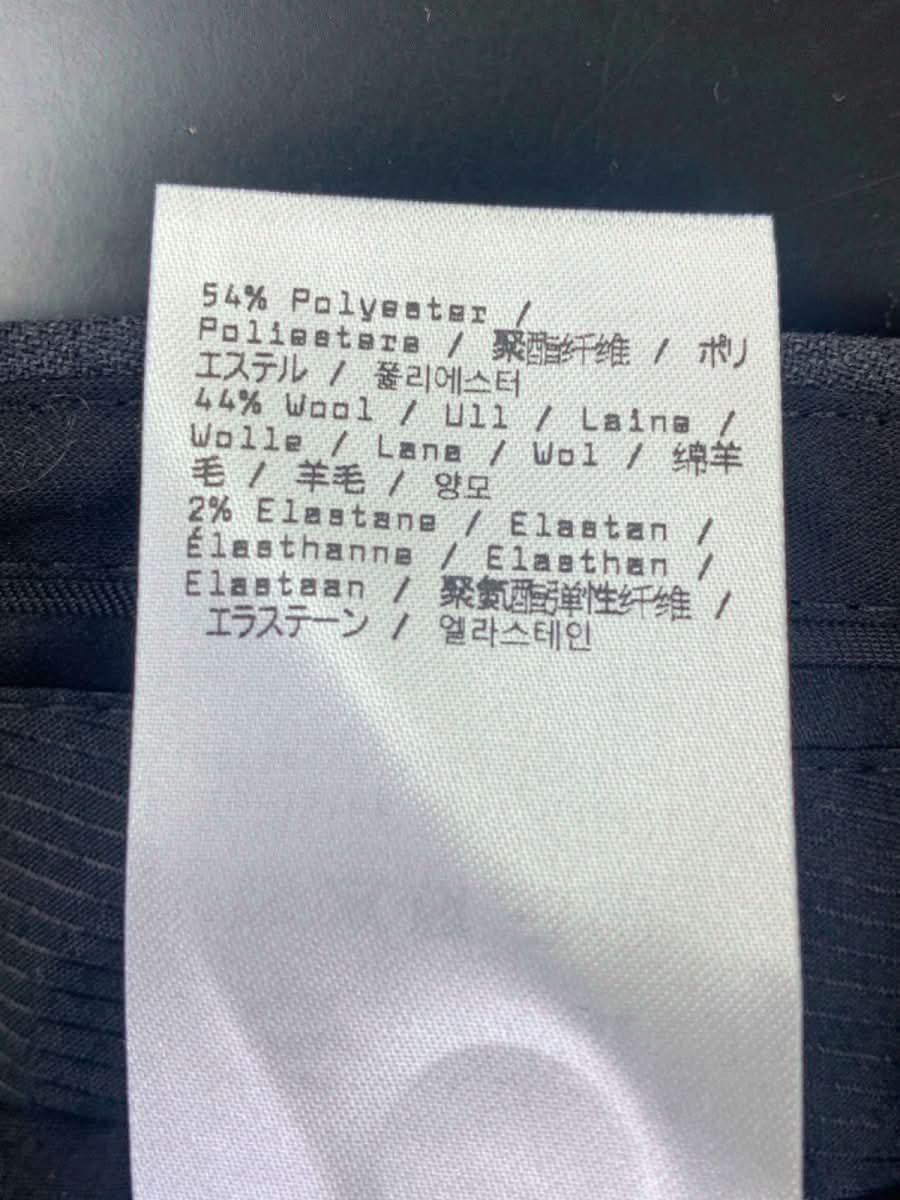 54% Polyester /
Poliestere / 聚酯纤维 / ポリ
エステル / 폴리에스터
44% Wool / Ull / Laine /
Wolle / Lana / Wol / 绵羊
毛 / 羊毛 / 양모
2% Elastane / Elastan /
Élasthanne / Elasthan /
Elastaan / 聚氨酯弹性纤维 /
エラステーン / 엘라스테인